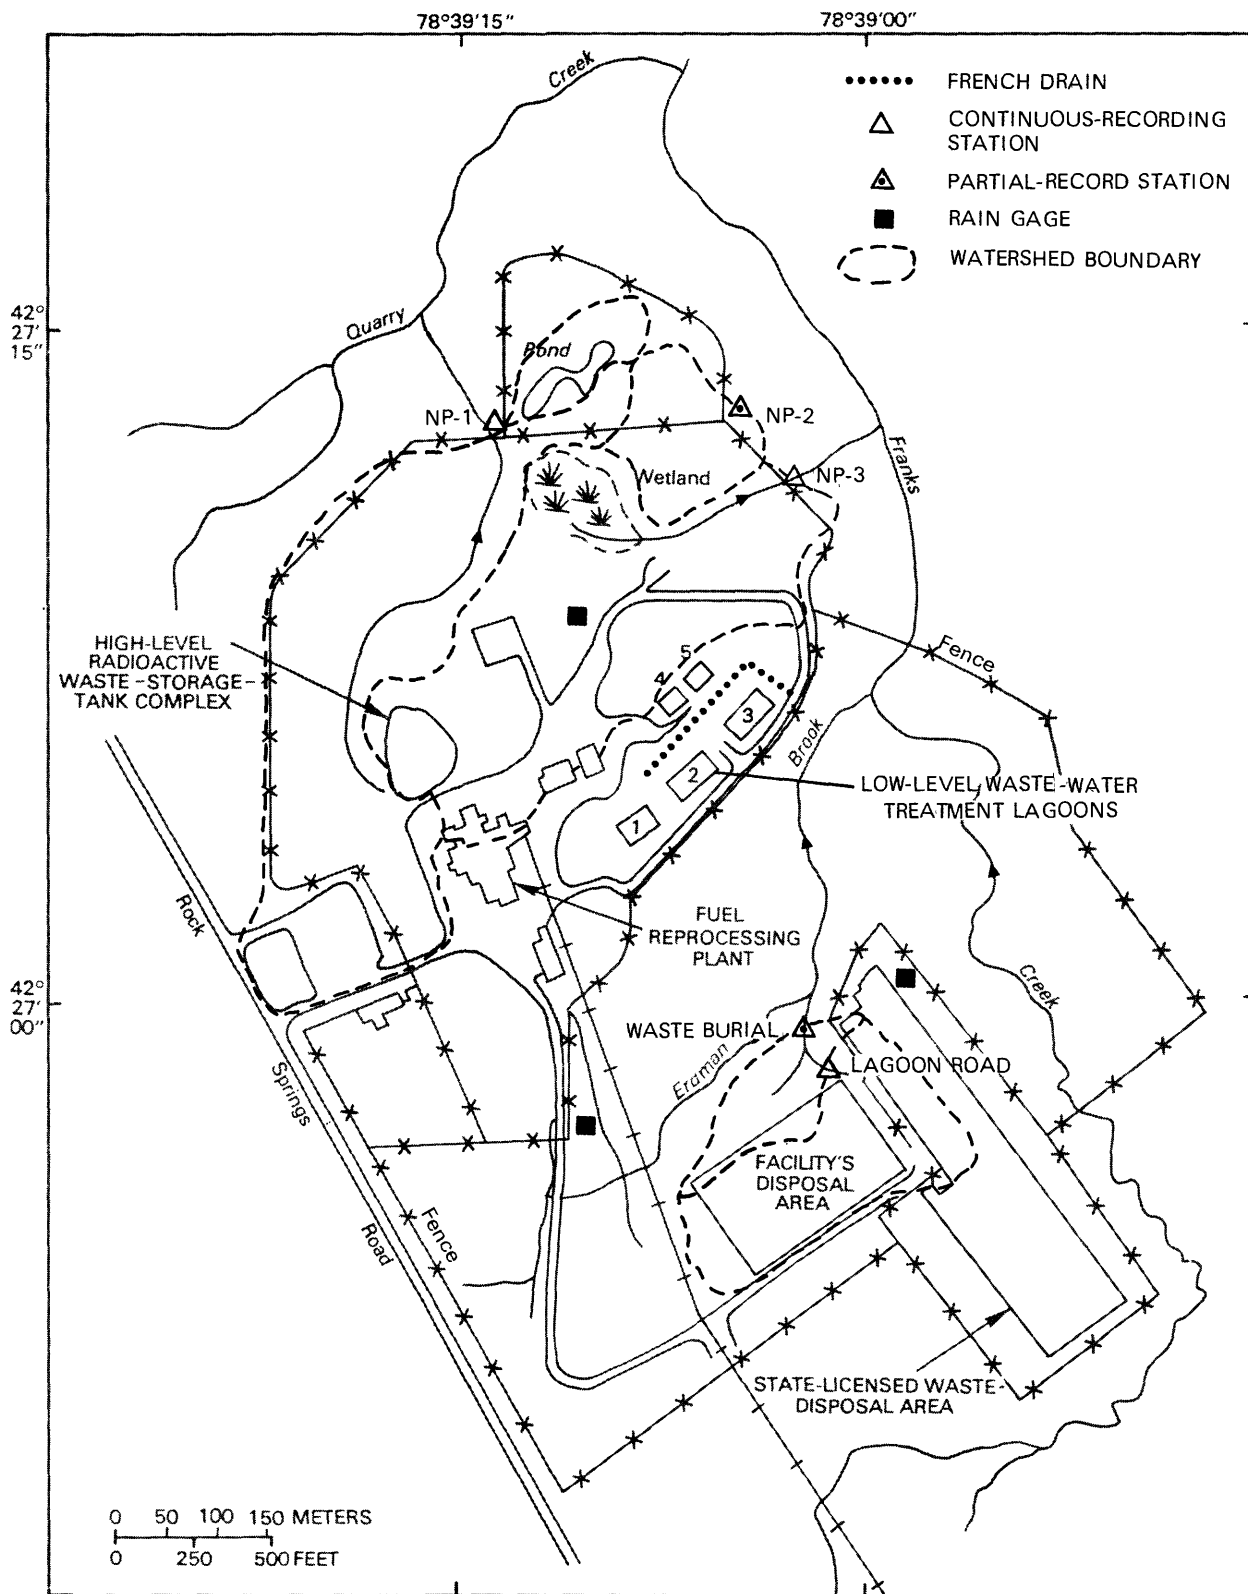 78°39'15"
78°39'00"
Creek
FRENCH DRAIN
CONTINUOUS-RECORDING
STATION
PARTIAL-RECORD STATION
RAIN GAGE
WATERSHED BOUNDARY
42°
27'
15"
Quarry
Pond
NP-1
NP-2
Franks
Wetland
NP-3
HIGH-LEVEL
RADIOACTIVE
WASTE-STORAGE-
TANK COMPLEX
Fence
5
4
3
2
1
Brook
LOW-LEVEL WASTE-WATER
TREATMENT LAGOONS
Rock
FUEL
REPROCESSING
PLANT
Creek
42°
27'
00"
WASTE BURIAL
LAGOON ROAD
Erdman
Springs
FACILITY'S
DISPOSAL
AREA
Fence
Road
STATE-LICENSED WASTE-
DISPOSAL AREA
0 50 100 150 METERS
0 250 500 FEET